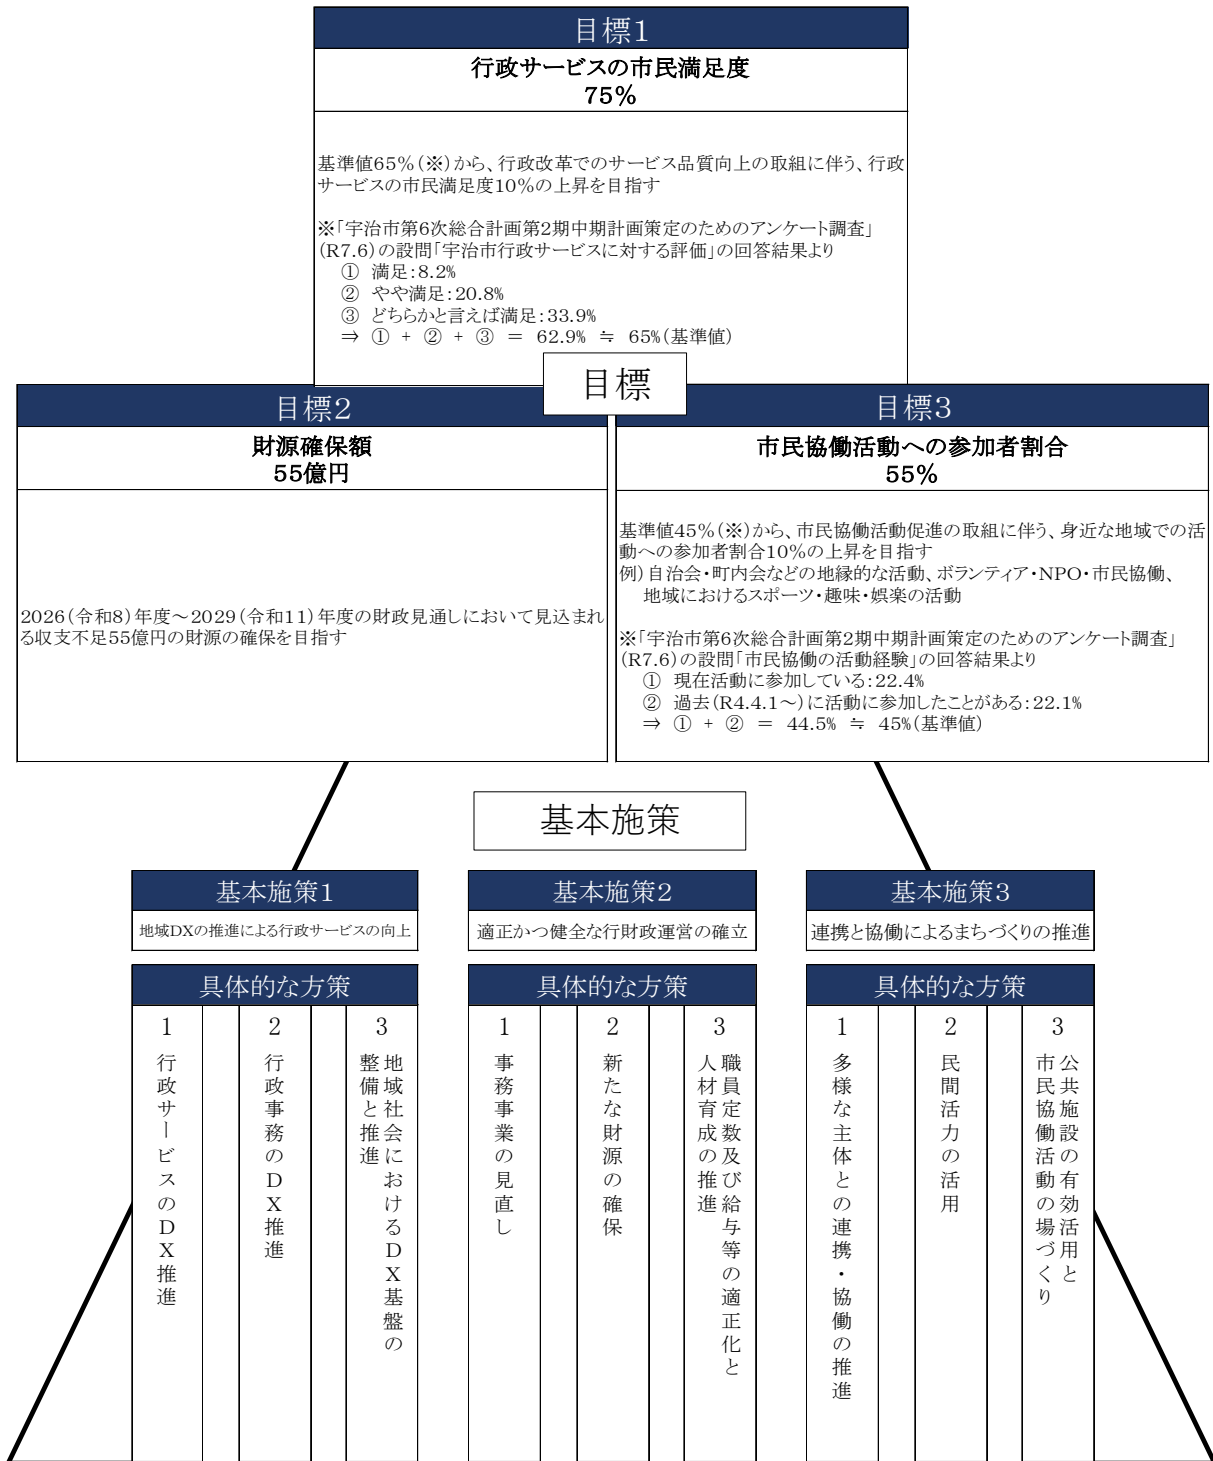 目標1
行政サービスの市民満足度
75%
基準値65%(※)から、行政改革でのサービス品質向上の取組に伴う、行政
サービスの市民満足度10%の上昇を目指す
※「宇治市第6次総合計画第2期中期計画策定のためのアンケート調査」
(R7.6)の設問「宇治市行政サービスに対する評価」の回答結果より
① 満足:8.2%
② やや満足:20.8%
③ どちらかと言えば満足:33.9%
⇒ ① + ② + ③ = 62.9% ≒ 65%(基準値)
目標
目標2
財源確保額
55億円
2026(令和8)年度～2029(令和11)年度の財政見通しにおいて見込まれ
る収支不足55億円の財源の確保を目指す
目標3
市民協働活動への参加者割合
55%
基準値45%(※)から、市民協働活動促進の取組に伴う、身近な地域での活
動への参加者割合10%の上昇を目指す
例)自治会・町内会などの地縁的な活動、ボランティア・NPO・市民協働、
地域におけるスポーツ・趣味・娯楽の活動
※「宇治市第6次総合計画第2期中期計画策定のためのアンケート調査」
(R7.6)の設問「市民協働の活動経験」の回答結果より
① 現在活動に参加している:22.4%
② 過去(R4.4.1～)に活動に参加したことがある:22.1%
⇒ ① + ② = 44.5% ≒ 45%(基準値)
基本施策
基本施策1
地域DXの推進による行政サービスの向上
具体的な方策
1
行政サービスのDX推進
2
行政事務のDX推進
3
地域社会におけるDX基盤の
整備と推進
基本施策2
適正かつ健全な行財政運営の確立
具体的な方策
1
事務事業の見直し
2
新たな財源の確保
3
職員定数及び給与等の適正化と
人材育成の推進
基本施策3
連携と協働によるまちづくりの推進
具体的な方策
1
多様な主体との連携・協働の推進
2
民間活力の活用
3
公共施設の有効活用と
市民協働活動の場づくり